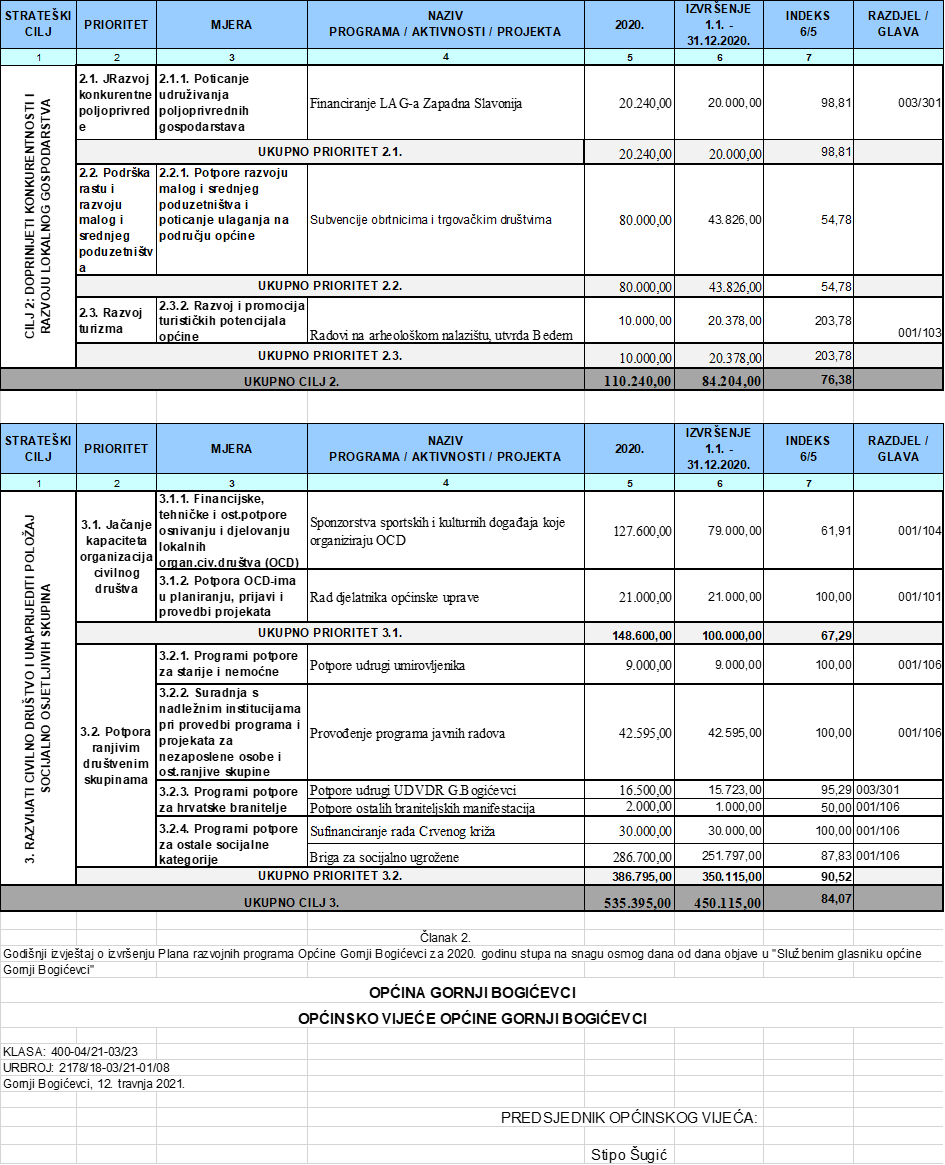 STRATEŠKI CILJ PRIORITET MJERA NAZIV PROGRAMA / AKTIVNOSTI / PROJEKTA 2020. IZVRŠENJE 1.1. - 31.12.2020. INDEKS 6/5 RAZDJEL / GLAVA
1 2 3 4 5 6 7
CILJ 2: DOPRINIJETI KONKURENTNOSTI I
RAZVOJU LOKALNOG GOSPODARSTVA
2.1. JRazvoj
konkurentne
poljoprivred
e
2.1.1. Poticanje
udruživanja
poljoprivrednih
gospodarstava
Financiranje LAG-a Zapadna Slavonija 20.240,00 20.000,00 98,81 003/301
UKUPNO PRIORITET 2.1. 20.240,00 20.000,00 98,81
2.2. Podrška
rastu i
razvoju
malog i
srednjeg
poduzetništv
a
2.2.1. Potpore razvoju
malog i srednjeg
poduzetništva i
poticanje ulaganja na
području općine
Subvencije obrtnicima i trgovačkim društvima 80.000,00 43.826,00 54,78
UKUPNO PRIORITET 2.2. 80.000,00 43.826,00 54,78
2.3. Razvoj
turizma
2.3.2. Razvoj i promocija
turističkih potencijala
općine
Radovi na arheološkom nalazištu, utvrda Bedem 10.000,00 20.378,00 203,78 001/103
UKUPNO PRIORITET 2.3. 10.000,00 20.378,00 203,78
UKUPNO CILJ 2. 110.240,00 84.204,00 76,38
STRATEŠKI CILJ PRIORITET MJERA NAZIV PROGRAMA / AKTIVNOSTI / PROJEKTA 2020. IZVRŠENJE 1.1. - 31.12.2020. INDEKS 6/5 RAZDJEL / GLAVA
1 2 3 4 5 6 7
3. RAZVIJATI CIVILNO DRUŠTVO I UNAPRIJEDITI POLOŽAJ
SOCIJALNO OSJETLJIVIH SKUPINA
3.1. Jačanje
kapaciteta
organizacija
civilnog
društva
3.1.1. Financijske,
tehničke i ost.potpore
osnivanju i djelovanju
lokalnih
organ.civ.društva (OCD)
Sponzorstva sportskih i kulturnih događaja koje
organiziraju OCD
127.600,00 79.000,00 61,91 001/104
3.1.2. Potpora OCD-ima
u planiranju, prijavi i
provedbi projekata
Rad djelatnika općinske uprave 21.000,00 21.000,00 100,00 001/101
UKUPNO PRIORITET 3.1. 148.600,00 100.000,00 67,29
3.2. Potpora
ranjivim
društvenim
skupinama
3.2.1. Programi potpore
za starije i nemoćne
Potpore udrugi umirovljenika 9.000,00 9.000,00 100,00 001/106
3.2.2. Suradnja s
nadležnim institucijama
pri provedbi programa i
projekata za
nezaposlene osobe i
ost.ranjive skupine
Provođenje programa javnih radova 42.595,00 42.595,00 100,00 001/106
3.2.3. Programi potpore
za hrvatske branitelje
Potpore udrugi UDVDR G.Bogićevci 16.500,00 15.723,00 95,29 003/301
Potpore ostalih braniteljskih manifestacija 2.000,00 1.000,00 50,00 001/106
3.2.4. Programi potpore
za ostale socijalne
kategorije
Sufinanciranje rada Crvenog križa 30.000,00 30.000,00 100,00 001/106
Briga za socijalno ugrožene 286.700,00 251.797,00 87,83 001/106
UKUPNO PRIORITET 3.2. 386.795,00 350.115,00 90,52
UKUPNO CILJ 3. 535.395,00 450.115,00 84,07
Članak 2.
Godišnji izvještaj o izvršenju Plana razvojnih programa Općine Gornji Bogićevci za 2020. godinu stupa na snagu osmog dana od dana objave u "Službenim glasniku općine
Gornji Bogićevci"
OPĆINA GORNJI BOGIĆEVCI
OPĆINSKO VIJEĆE OPĆINE GORNJI BOGIĆEVCI
KLASA: 400-04/21-03/23
URBROJ: 2178/18-03/21-01/08
Gornji Bogićevci, 12. travnja 2021.
PREDSJEDNIK OPĆINSKOG VIJEĆA:
Stipo Šugić